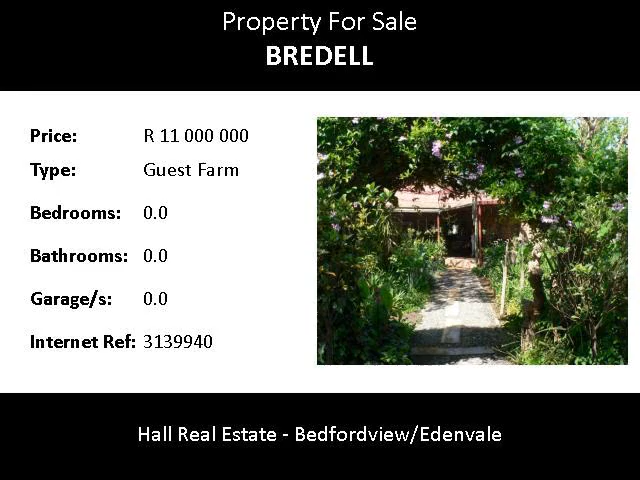 Property For Sale
BREDELL
Price: R 11 000 000
Type: Guest Farm
Bedrooms: 0.0
Bathrooms: 0.0
Garage/s: 0.0
Internet Ref: 3139940
Hall Real Estate - Bedfordview/Edenvale